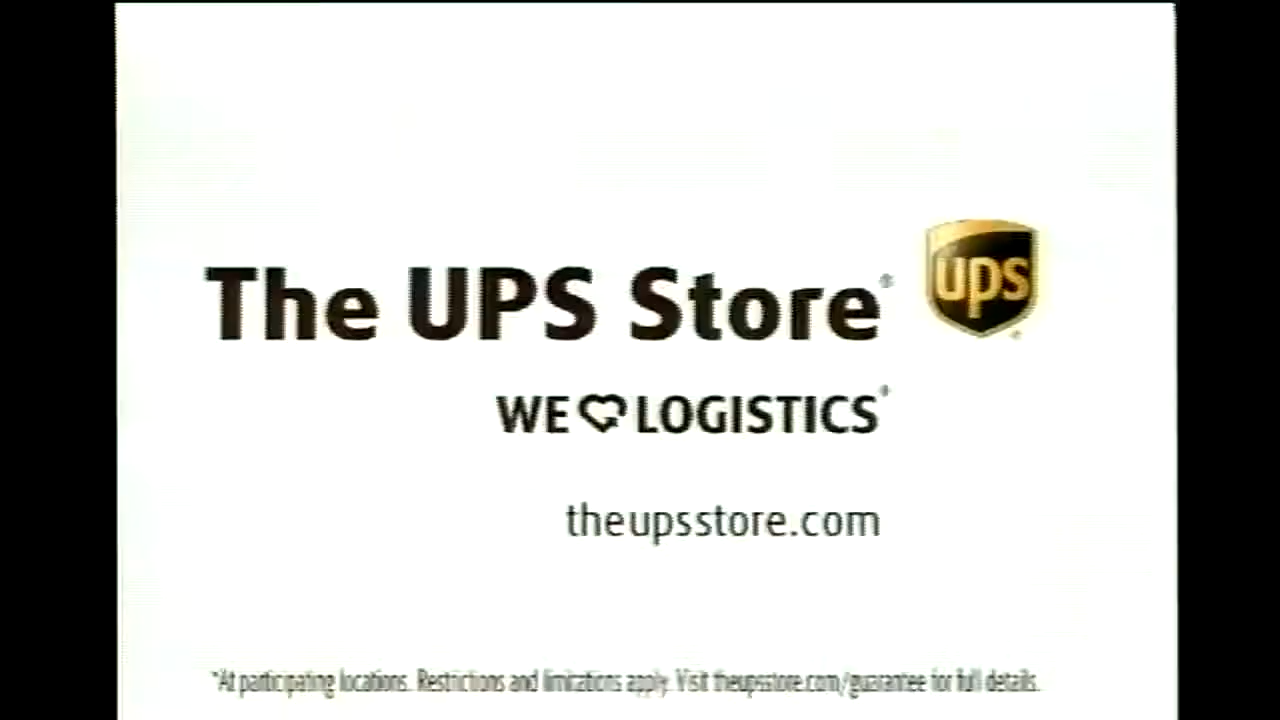 The UPS Store® ups
WE LOGISTICS®
theupsstore.com
*At participating locations. Restrictions and limitations apply. Visit theupsstore.com/guarantee for full details.